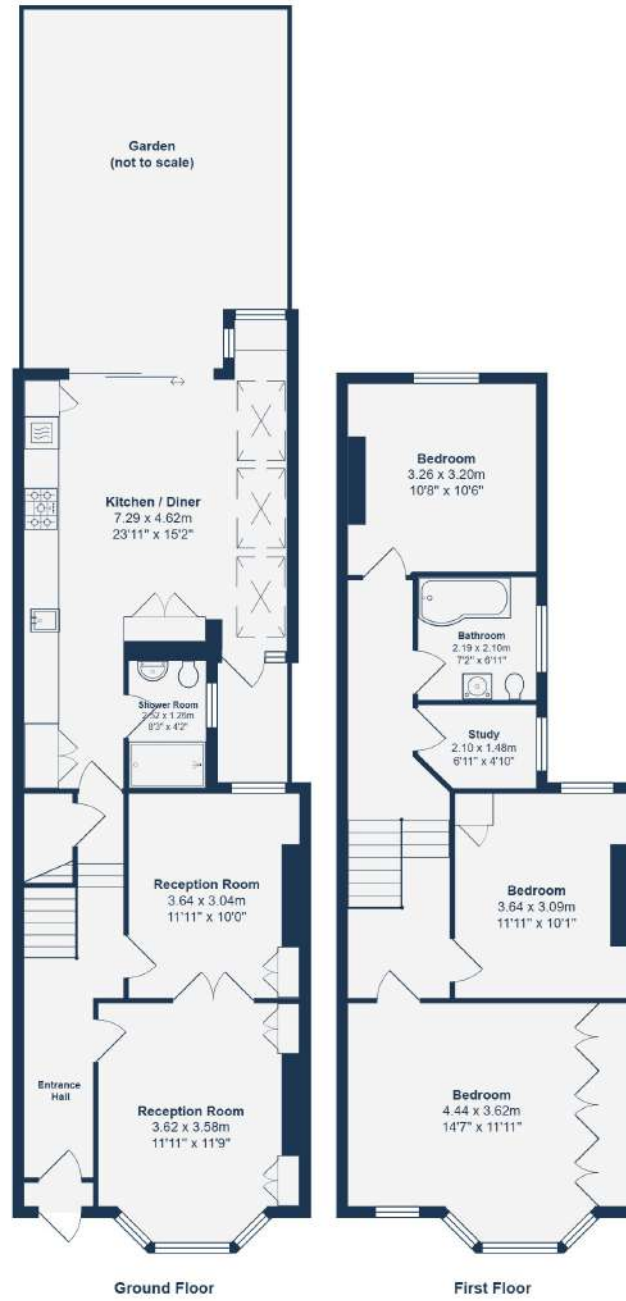 Garden
(not to scale)
Kitchen / Diner
7.29 x 4.62m
23'11" x 15'2"
Shower Room
2.52 x 1.26m
8'3" x 4'2"
Reception Room
3.64 x 3.04m
11'11" x 10'0"
Entrance
Hall
Reception Room
3.62 x 3.58m
11'11" x 11'9"
Ground Floor
Bedroom
3.26 x 3.20m
10'8" x 10'6"
Bathroom
2.19 x 2.10m
7'2" x 6'11"
Study
2.10 x 1.48m
6'11" x 4'10"
Bedroom
3.64 x 3.09m
11'11" x 10'1"
Bedroom
4.44 x 3.62m
14'7" x 11'11"
First Floor